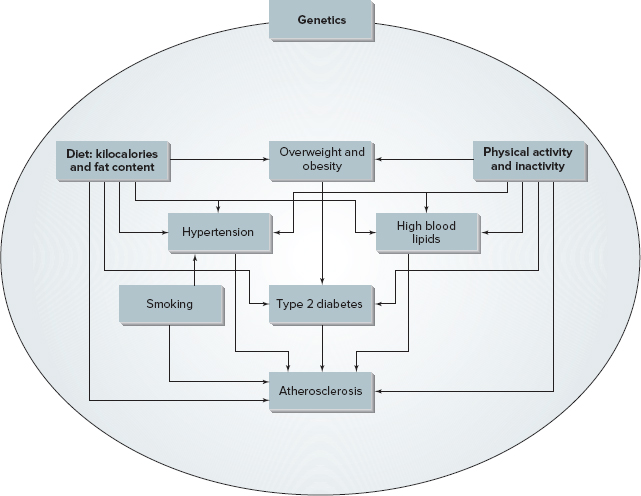 Genetics
Diet: kilocalories
and fat content
Overweight and
obesity
Physical activity
and inactivity
Hypertension
High blood
lipids
Smoking
Type 2 diabetes
Atherosclerosis